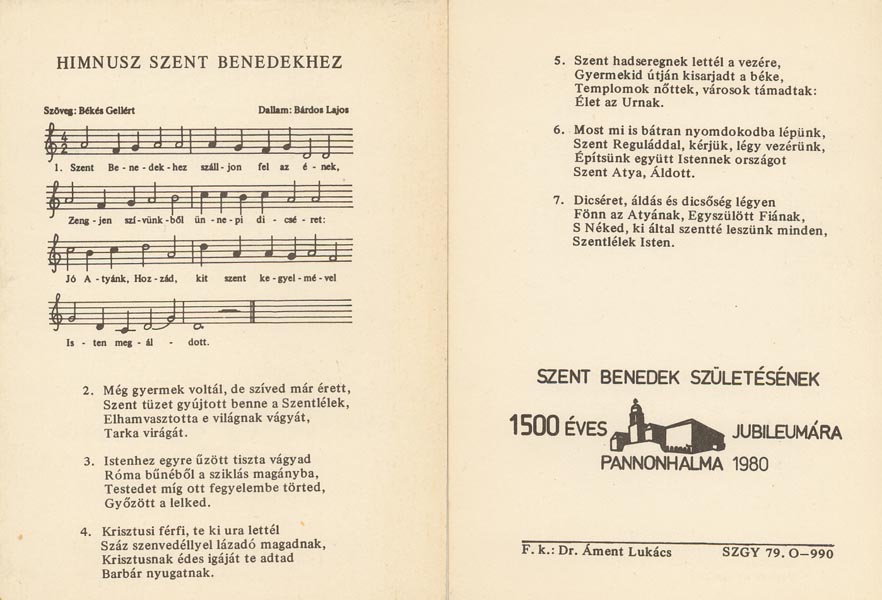 HIMNUSZ SZENT BENEDEKHEZ
Szöveg: Békés Gellért Dallam: Bárdos Lajos
1. Szent Be - ne - dek - hez száll - jon fel az é - nek,
Zeng - jen szí - vünk - ből ün - ne - pi di - csé - ret:
Jó A - tyánk, Hoz - zád, kit szent ke - gyel - mé - vel
Is - ten meg - ál - dott.
2. Még gyermek voltál, de szíved már érett,
Szent tüzet gyújtott benne a Szentlélek,
Elhamvasztotta e világnak vágyát,
Tarka virágát.
3. Istenhez egyre űzött tiszta vágyad
Róma bűnéből a sziklás magányba,
Testedet míg ott fegyelembe törted,
Győzött a lelked.
4. Krisztusi férfi, te ki ura lettél
Száz szenvedéllyel lázadó magadnak,
Krisztusnak édes igáját te adtad
Barbár nyugatnak.
5. Szent hadseregnek lettél a vezére,
Gyermekid útján kisarjadt a béke,
Templomok nőttek, városok támadtak:
Élet az Urnak.
6. Most mi is bátran nyomdokodba lépünk,
Szent Reguláddal, kérjük, légy vezérünk,
Építsünk együtt Istennek országot
Szent Atya, Áldott.
7. Dicséret, áldás és dicsőség légyen
Fönn az Atyának, Egyszülött Fiának,
S Néked, ki által szentté leszünk minden,
Szentlélek Isten.
SZENT BENEDEK SZÜLETÉSÉNEK
1500 ÉVES JUBILEUMÁRA
PANNONHALMA 1980
F. k.: Dr. Áment Lukács SZGY 79. O—990